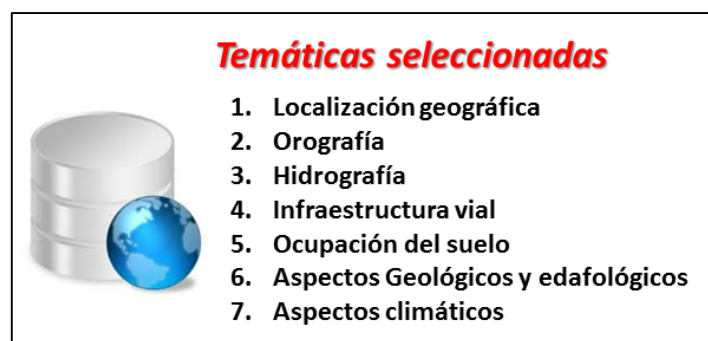 Temáticas seleccionadas
1. Localización geográfica
2. Orografía
3. Hidrografía
4. Infraestructura vial
5. Ocupación del suelo
6. Aspectos Geológicos y edafológicos
7. Aspectos climáticos